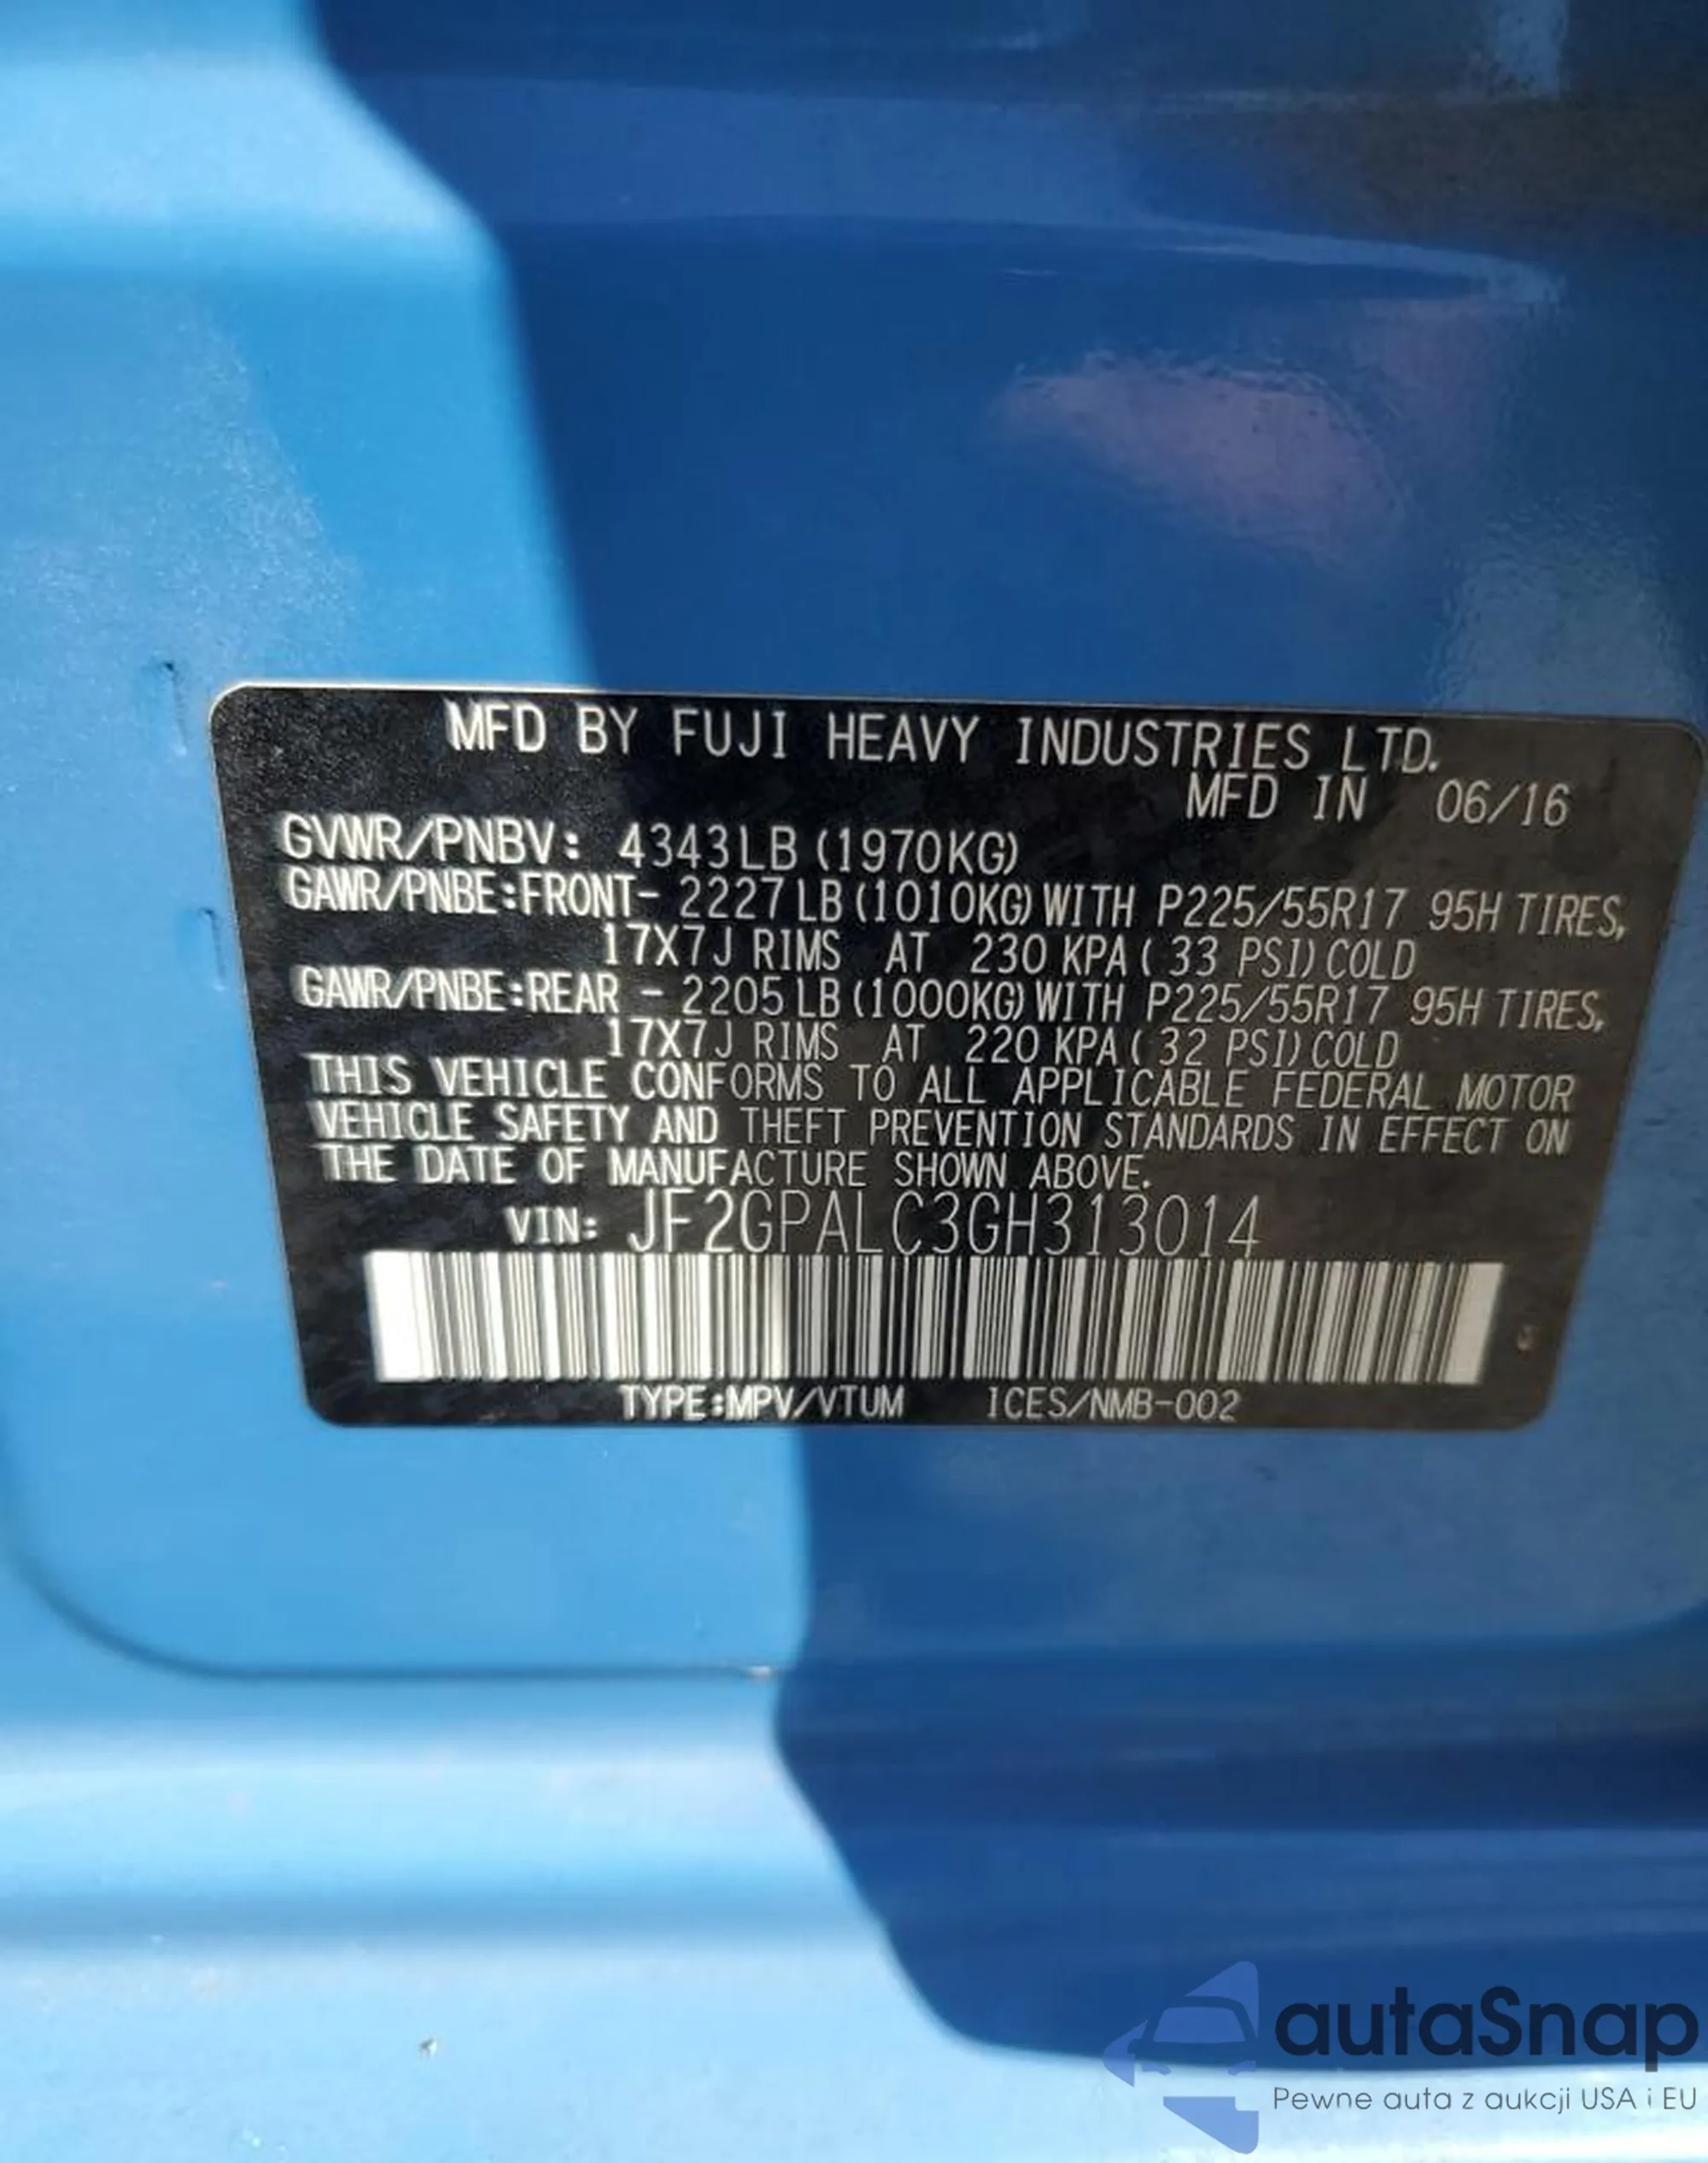 MFD BY FUJI HEAVY INDUSTRIES LTD.
MFD IN 06/16
GVWR/PNBV: 4343LB (1970KG)
GAWR/PNBE:FRONT- 2227LB (1010KG) WITH P225/55R17 95H TIRES,
17X7J RIMS AT 230 KPA ( 33 PSI) COLD
GAWR/PNBE:REAR - 2205LB (1000KG) WITH P225/55R17 95H TIRES,
17X7J RIMS AT 220 KPA ( 32 PSI) COLD
THIS VEHICLE CONFORMS TO ALL APPLICABLE FEDERAL MOTOR
VEHICLE SAFETY AND THEFT PREVENTION STANDARDS IN EFFECT ON
THE DATE OF MANUFACTURE SHOWN ABOVE.
VIN: JF2GPALC3GH313014
TYPE:MPV/VTUM ICES/NMB-002
autaSnap
Pewne auta z aukcji USA i EU